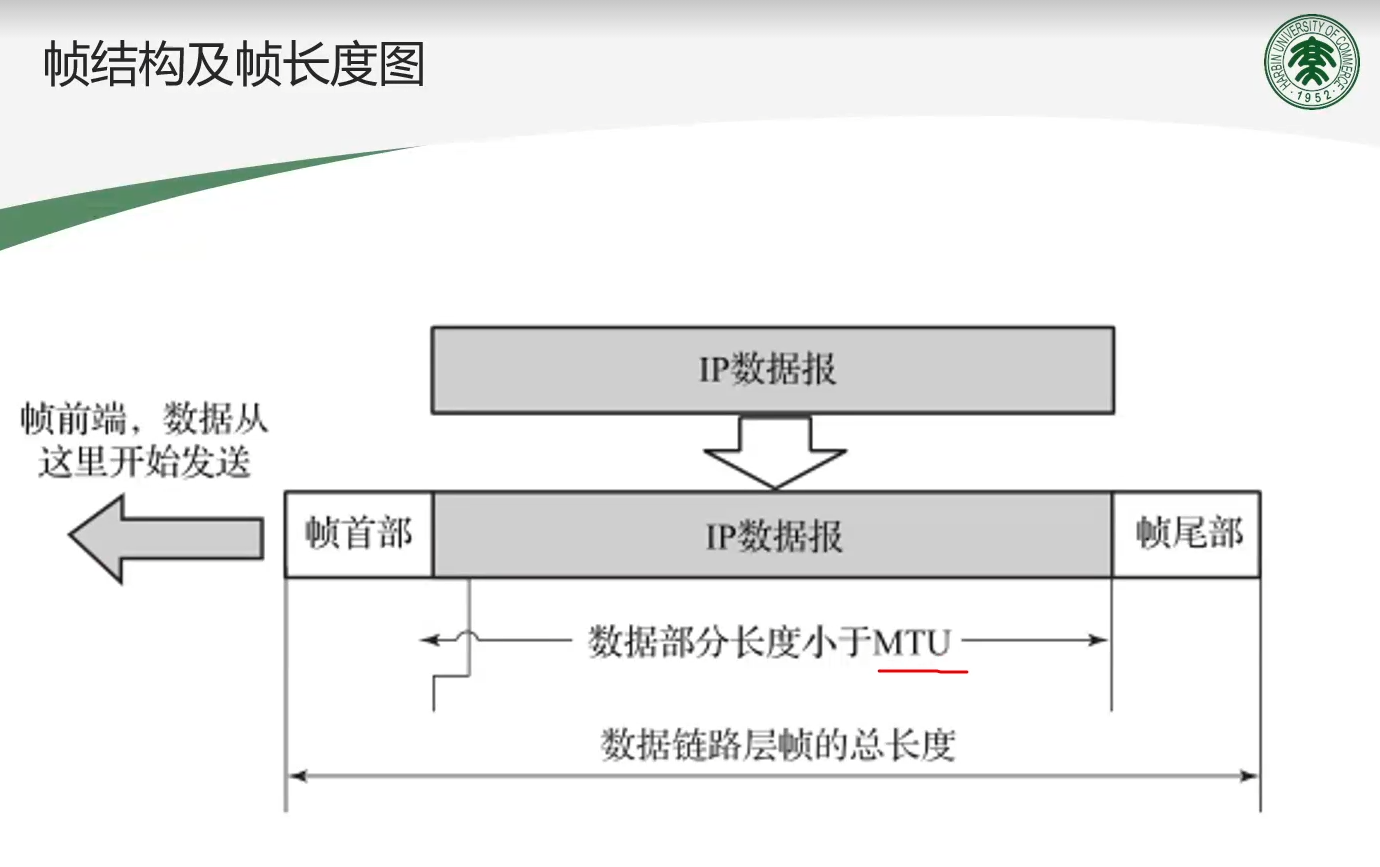 帧结构及帧长度图
HARBIN UNIVERSITY OF COMMERCE
·1952·
IP数据报
帧前端，数据从
这里开始发送
帧首部
IP数据报
帧尾部
数据部分长度小于MTU
数据链路层帧的总长度